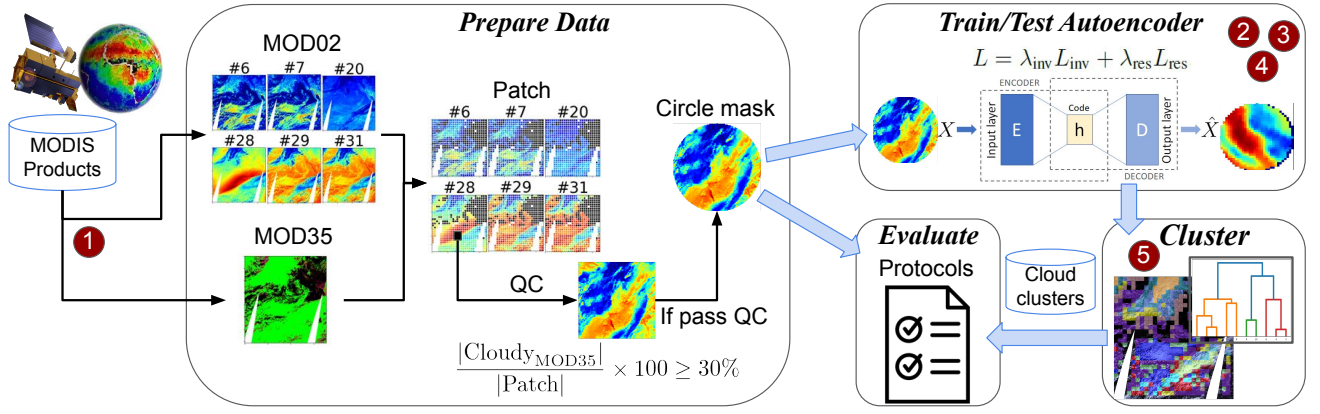 Prepare Data
MOD02
#6 #7 #20
#28 #29 #31
MODIS
Products
1
MOD35
Patch
#6 #7 #20
#28 #29 #31
QC
Circle mask
If pass QC
|Cloudy_MOD35|
|Patch|
× 100 ≥ 30%
Train/Test Autoencoder
2 3
4
L = λ_inv L_inv + λ_res L_res
ENCODER
X
Input layer
E
Code
h
D
Output layer
X̂
DECODER
Evaluate
Protocols
Cloud
clusters
Cluster
5